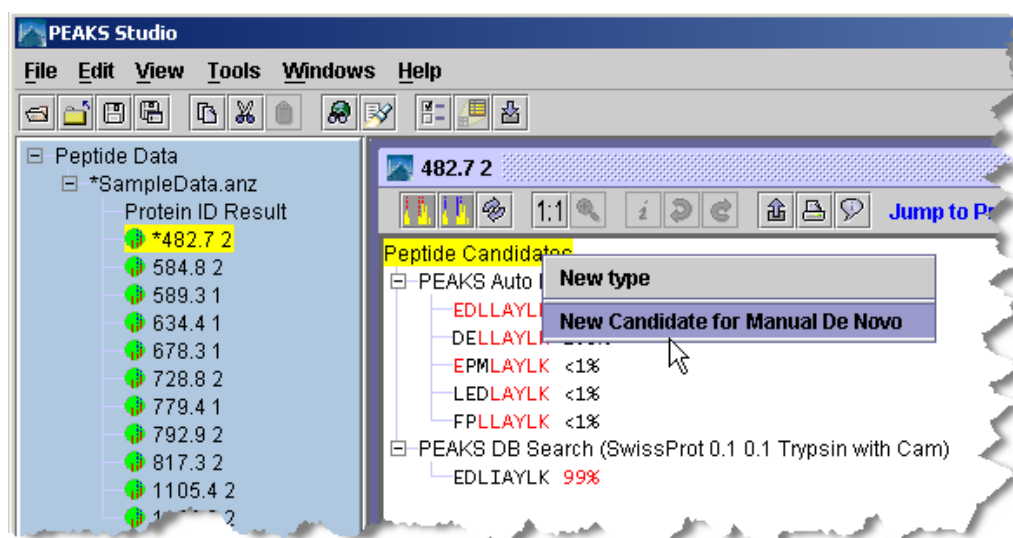 PEAKS Studio
File Edit View Tools Windows Help
Peptide Data
*SampleData.anz
Protein ID Result
*482.7 2
584.8 2
589.3 1
634.4 1
678.3 1
728.8 2
779.4 1
792.9 2
817.3 2
1105.4 2
482.7 2
1:1
Jump to
Peptide Candidates
PEAKS Auto
New type
New Candidate for Manual De Novo
EDLLAYL
DELLAYLK
EPMLAYLK <1%
LEDLAYLK <1%
FPLLAYLK <1%
PEAKS DB Search (SwissProt 0.1 0.1 Trypsin with Cam)
EDLIAYLK 99%